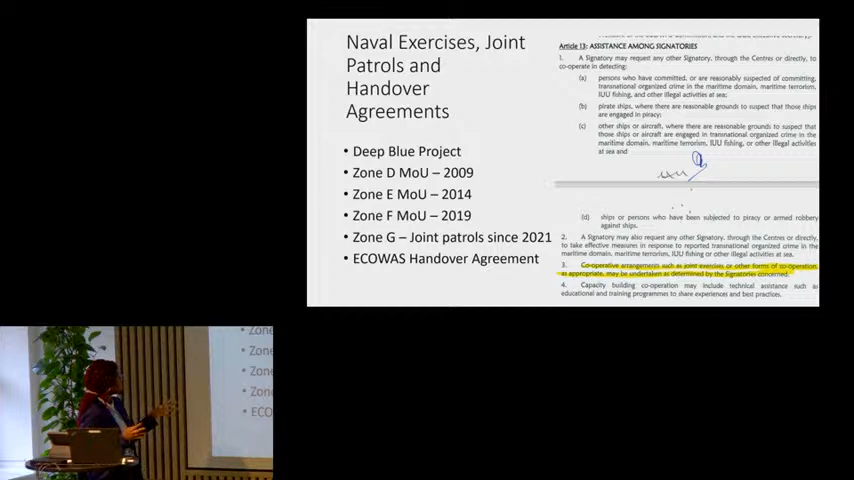 Naval Exercises, Joint
Patrols and
Handover
Agreements
• Deep Blue Project
• Zone D MoU – 2009
• Zone E MoU – 2014
• Zone F MoU – 2019
• Zone G – Joint patrols since 2021
• ECOWAS Handover Agreement
Article 13: ASSISTANCE AMONG SIGNATORIES
1. A Signatory may request any other Signatory, through the Centres or directly, to
co-operate in detecting:
(a) persons who have committed, or are reasonably suspected of committing,
transnational organized crime in the maritime domain, maritime terrorism,
IUU fishing, and other illegal activities at sea;
(b) pirate ships, where there are reasonable grounds to suspect that those ships
are engaged in piracy;
(c) other ships or aircraft, where there are reasonable grounds to suspect that
those ships or aircraft are engaged in transnational organized crime in the
maritime domain, maritime terrorism, IUU fishing, or other illegal activities
at sea and
(d) ships or persons who have been subjected to piracy or armed robbery
against ships.
2. A Signatory may also request any other Signatory, through the Centres or directly,
to take effective measures in response to reported transnational organized crime in the
maritime domain, maritime terrorism, IUU fishing or other illegal activities at sea.
3. Co-operative arrangements such as joint exercises or other forms of co-operation,
as appropriate, may be undertaken as determined by the Signatories concerned.
4. Capacity building co-operation may include technical assistance such as
educational and training programmes to share experiences and best practices.
Zone
Zone
Zone
Zone
ECO